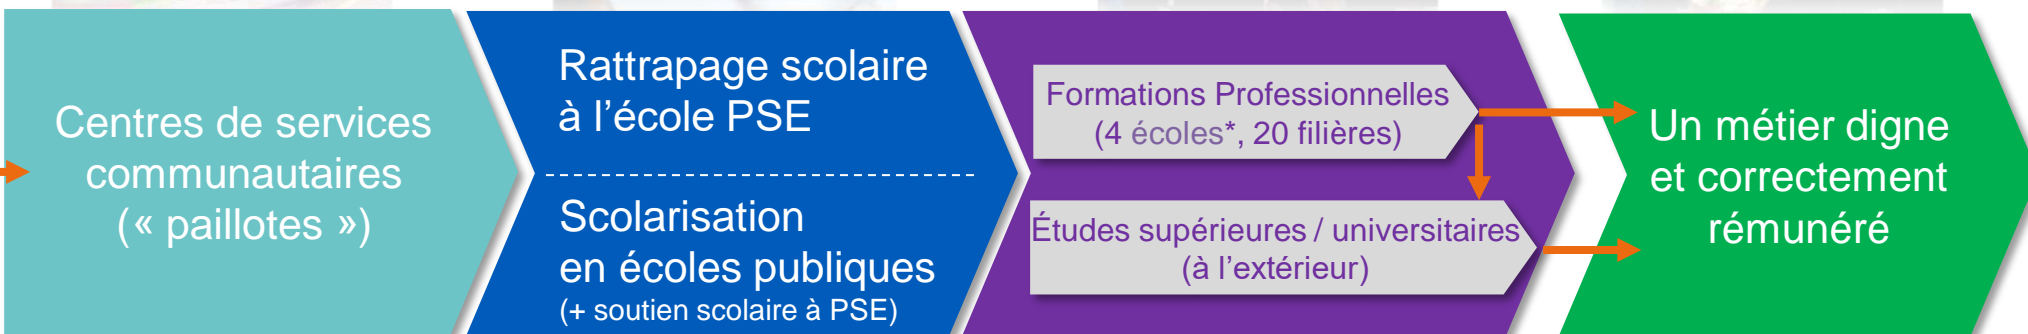 Centres de services
communautaires
(« paillotes »)
Rattrapage scolaire
à l’école PSE
Scolarisation
en écoles publiques
(+ soutien scolaire à PSE)
Formations Professionnelles
(4 écoles*, 20 filières)
Études supérieures / universitaires
(à l’extérieur)
Un métier digne
et correctement
rémunéré